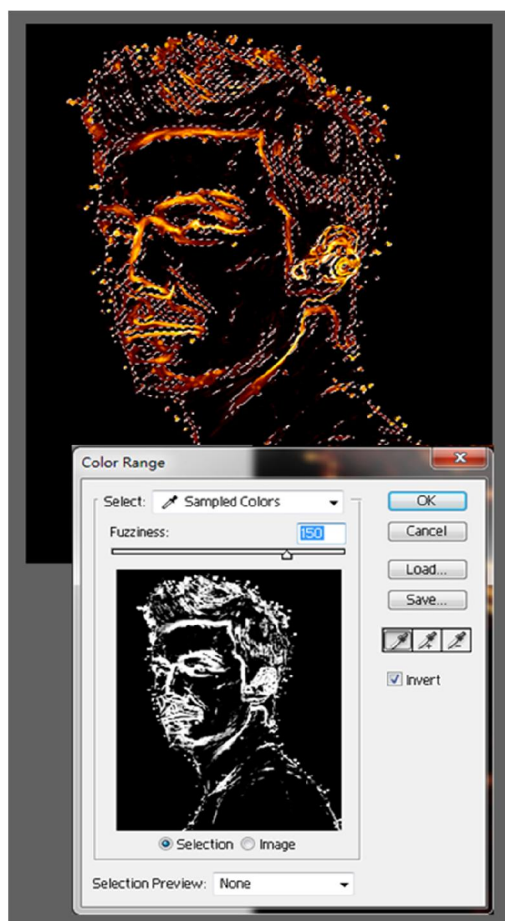 Color Range
Select: Sampled Colors
OK
Fuzziness: 150
Cancel
Load...
Save...
Invert
Selection Image
Selection Preview: None